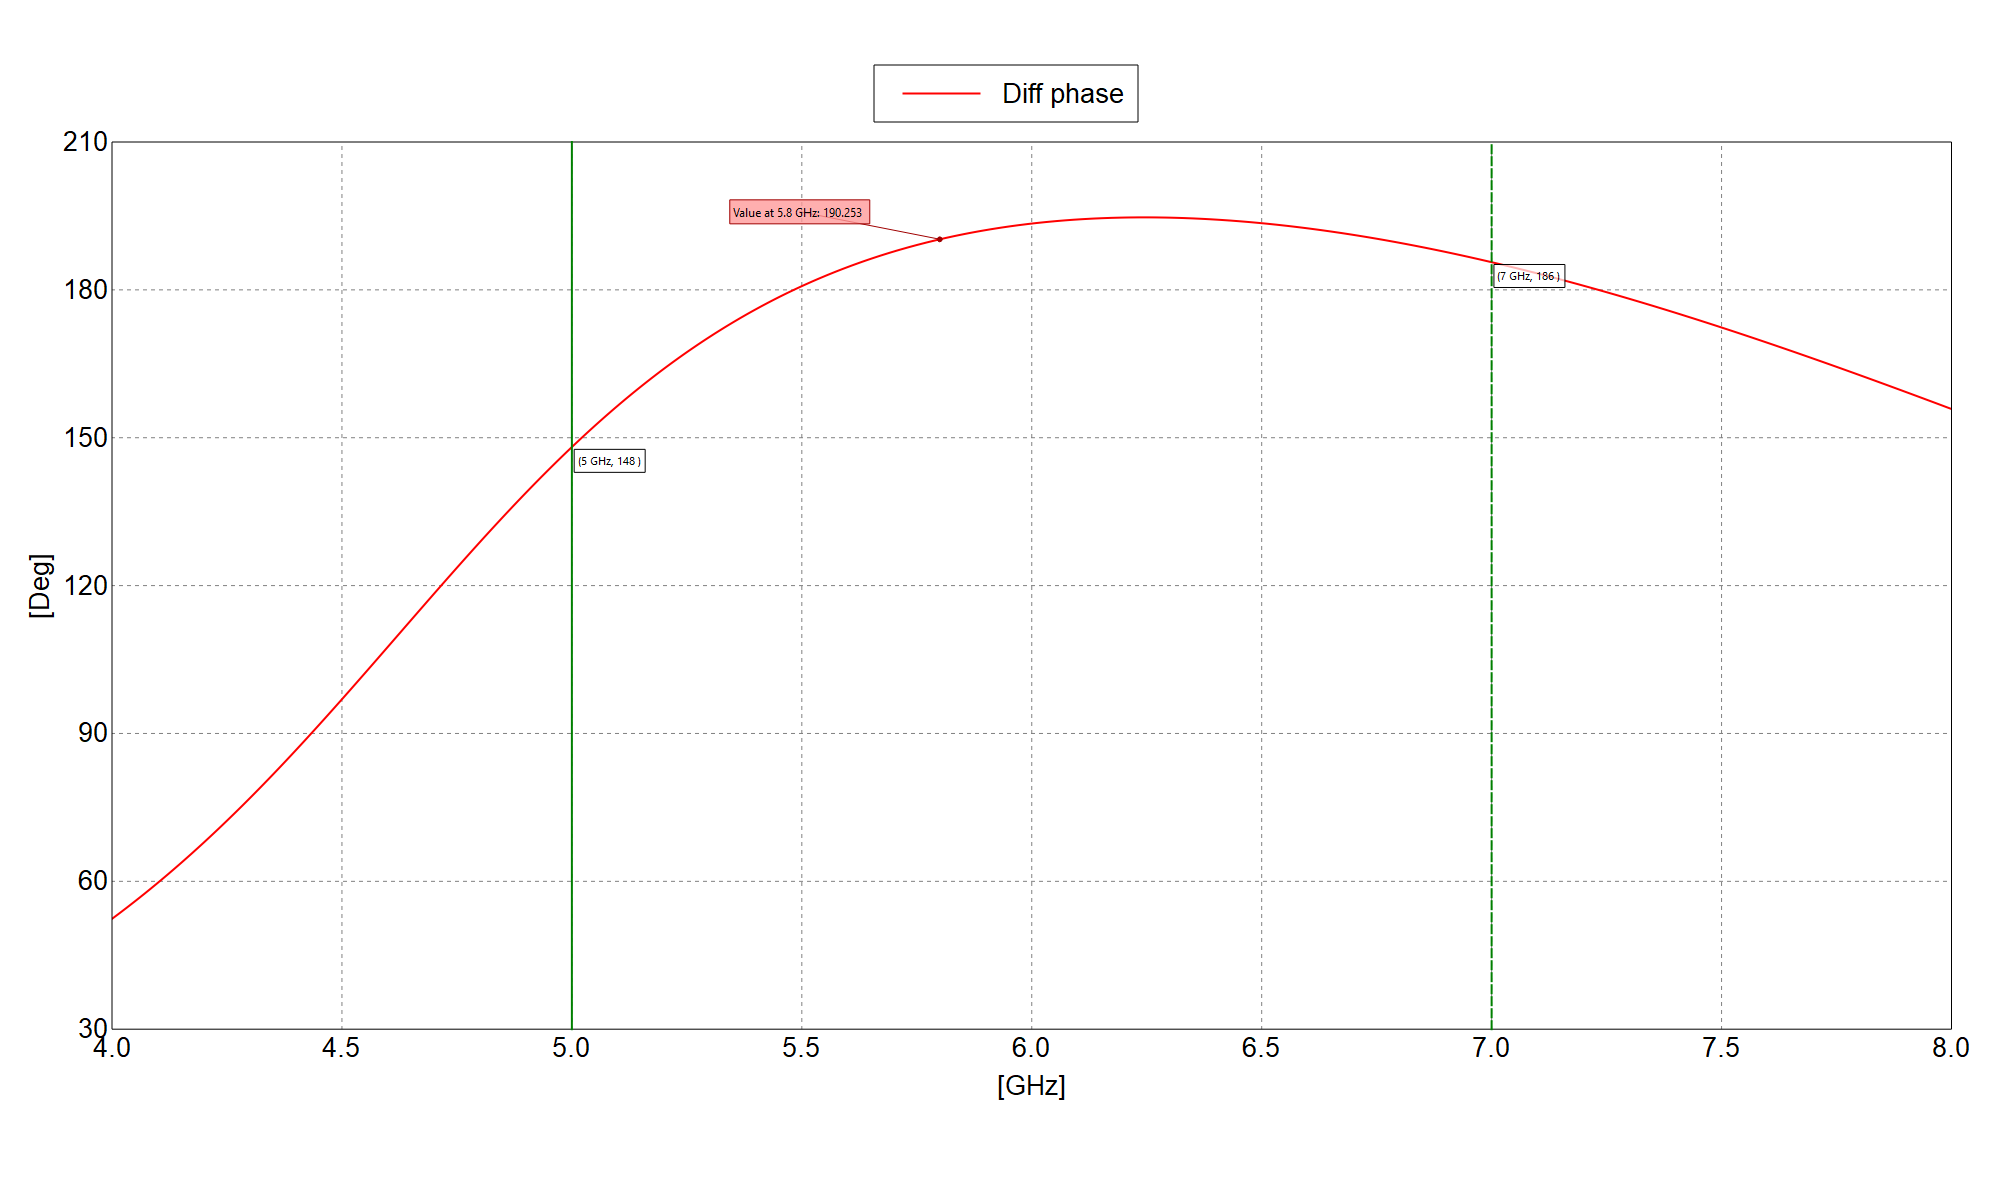 Diff phase
210
Value at 5.8 GHz: 190.253
(7 GHz, 186 )
180
150
(5 GHz, 148 )
[Deg]
120
90
60
30
4.0 4.5 5.0 5.5 6.0 6.5 7.0 7.5 8.0
[GHz]